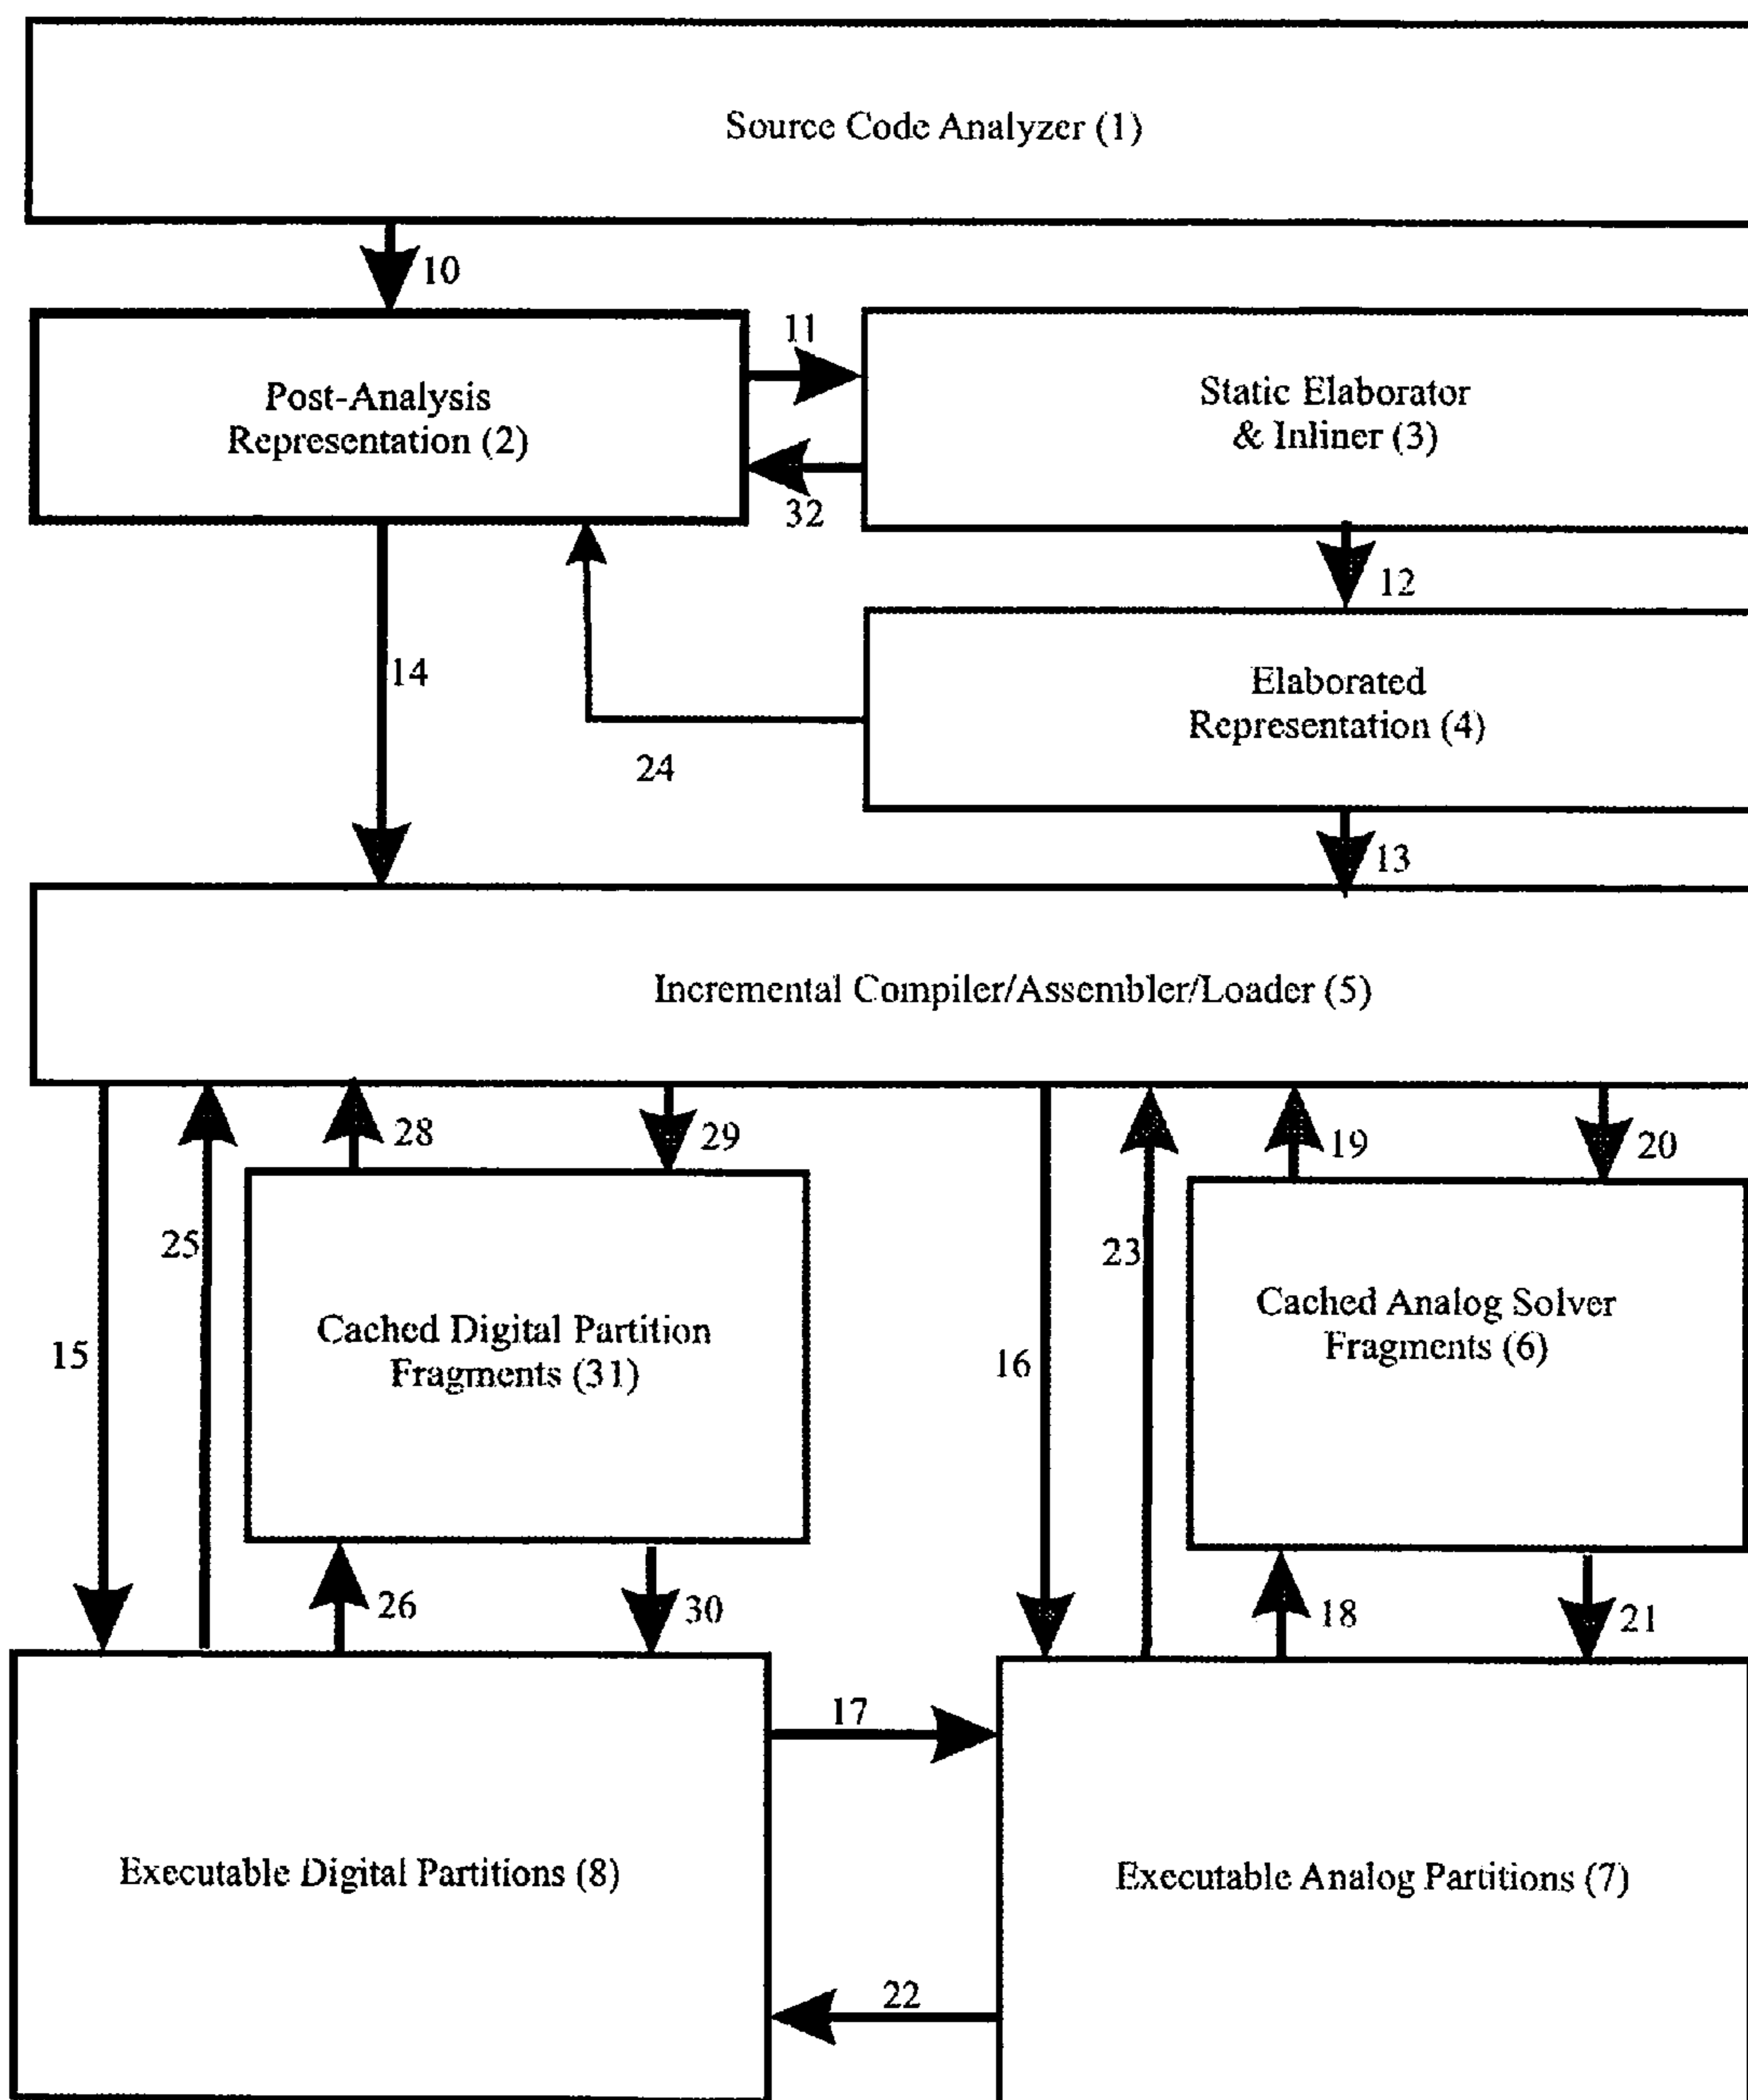 Source Code Analyzer (1)
10
11
Post-Analysis
Representation (2)
Static Elaborator
& Inliner (3)
32
12
14
Elaborated
Representation (4)
24
13
Incremental Compiler/Assembler/Loader (5)
28
29
19
20
25
23
Cached Digital Partition
Fragments (31)
Cached Analog Solver
Fragments (6)
15
16
26
30
18
21
17
Executable Digital Partitions (8)
Executable Analog Partitions (7)
22